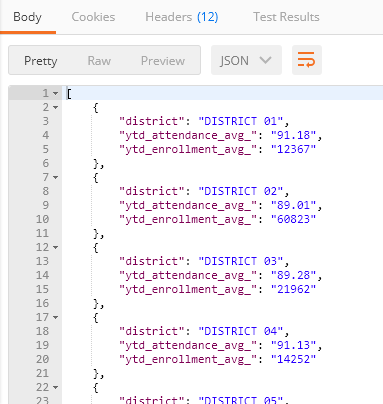 Body Cookies Headers (12) Test Results
Pretty Raw Preview JSON
1 [
2 {
3 "district": "DISTRICT 01",
4 "ytd_attendance_avg_": "91.18",
5 "ytd_enrollment_avg_": "12367"
6 },
7 {
8 "district": "DISTRICT 02",
9 "ytd_attendance_avg_": "89.01",
10 "ytd_enrollment_avg_": "60823"
11 },
12 {
13 "district": "DISTRICT 03",
14 "ytd_attendance_avg_": "89.28",
15 "ytd_enrollment_avg_": "21962"
16 },
17 {
18 "district": "DISTRICT 04",
19 "ytd_attendance_avg_": "91.13",
20 "ytd_enrollment_avg_": "14252"
21 },
22 {
23 "district": "DISTRICT 05",